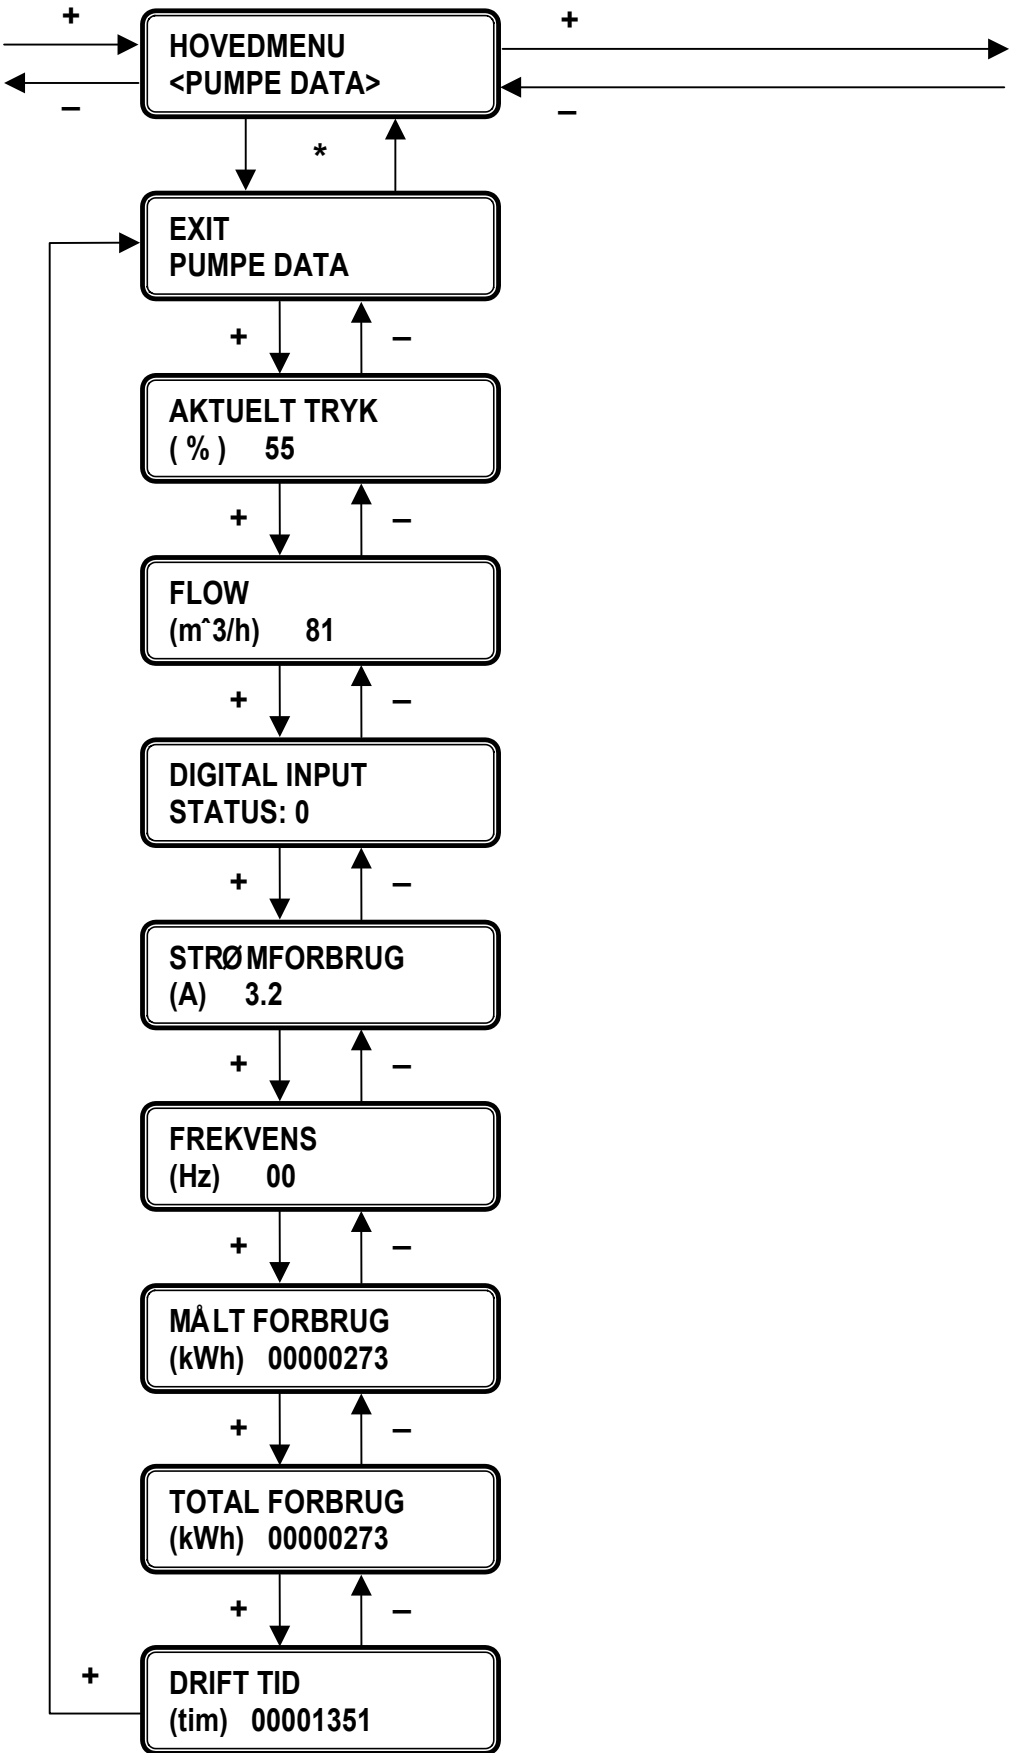 + +
HOVEDMENU
<PUMPE DATA>
– –
*
EXIT
PUMPE DATA
+ –
AKTUELT TRYK
( % ) 55
+ –
FLOW
(mˆ3/h) 81
+ –
DIGITAL INPUT
STATUS: 0
+ –
STRØMFORBRUG
(A) 3.2
+ –
FREKVENS
(Hz) 00
+ –
MÅLT FORBRUG
(kWh) 00000273
+ –
TOTAL FORBRUG
(kWh) 00000273
+ –
+
DRIFT TID
(tim) 00001351